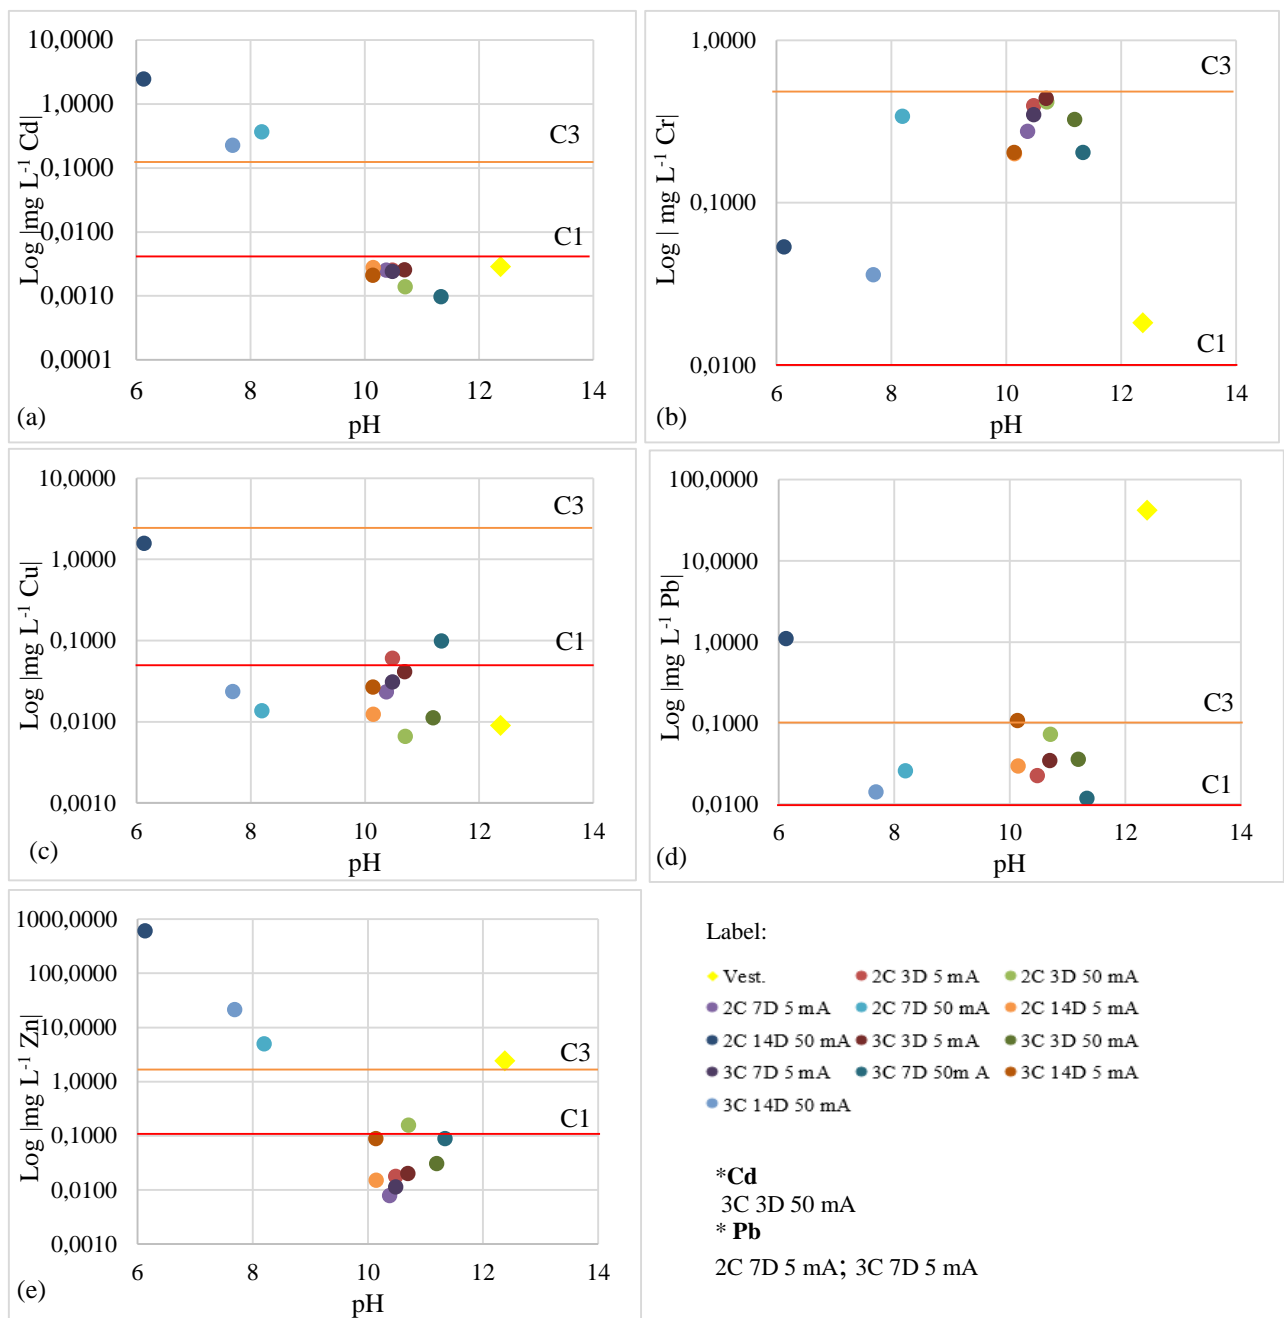 10,0000
1,0000
0,1000
0,0100
0,0010
0,0001
Log |mg L⁻¹ Cd|
C3
C1
6 8 10 12 14
pH
(a)
1,0000
0,1000
0,0100
Log | mg L⁻¹ Cr|
C3
C1
6 8 10 12 14
pH
(b)
10,0000
1,0000
0,1000
0,0100
0,0010
Log |mg L⁻¹ Cu|
C3
C1
6 8 10 12 14
pH
(c)
100,0000
10,0000
1,0000
0,1000
0,0100
Log |mg L⁻¹ Pb|
C3
C1
6 8 10 12 14
pH
(d)
1000,0000
100,0000
10,0000
1,0000
0,1000
0,0100
0,0010
Log |mg L⁻¹ Zn|
C3
C1
6 8 10 12 14
pH
(e)
Label:
Vest. 2C 3D 5 mA 2C 3D 50 mA
2C 7D 5 mA 2C 7D 50 mA 2C 14D 5 mA
2C 14D 50 mA 3C 3D 5 mA 3C 3D 50 mA
3C 7D 5 mA 3C 7D 50m A 3C 14D 5 mA
3C 14D 50 mA
*Cd
3C 3D 50 mA
* Pb
2C 7D 5 mA; 3C 7D 5 mA